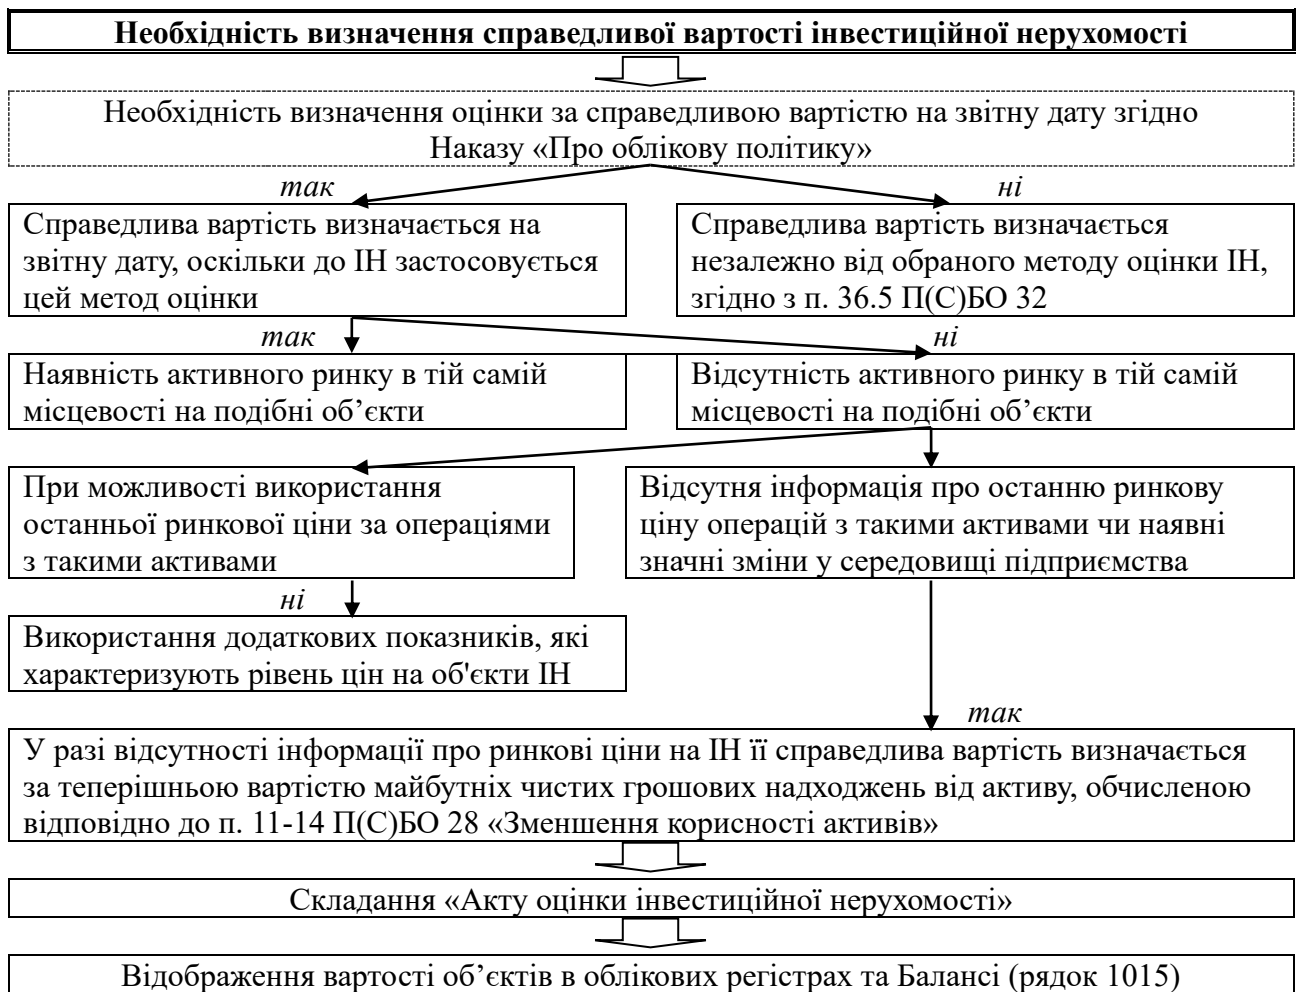 Необхідність визначення справедливої вартості інвестиційної нерухомості
Необхідність визначення оцінки за справедливою вартістю на звітну дату згідно
Наказу «Про облікову політику»
так
ні
Справедлива вартість визначається на
звітну дату, оскільки до ІН застосовується
цей метод оцінки
Справедлива вартість визначається
незалежно від обраного методу оцінки ІН,
згідно з п. 36.5 П(С)БО 32
так
ні
Наявність активного ринку в тій самій
місцевості на подібні об’єкти
Відсутність активного ринку в тій самій
місцевості на подібні об’єкти
При можливості використання
останньої ринкової ціни за операціями
з такими активами
Відсутня інформація про останню ринкову
ціну операцій з такими активами чи наявні
значні зміни у середовищі підприємства
ні
Використання додаткових показників, які
характеризують рівень цін на об'єкти ІН
так
У разі відсутності інформації про ринкові ціни на ІН її справедлива вартість визначається
за теперішньою вартістю майбутніх чистих грошових надходжень від активу, обчисленою
відповідно до п. 11-14 П(С)БО 28 «Зменшення корисності активів»
Складання «Акту оцінки інвестиційної нерухомості»
Відображення вартості об’єктів в облікових регістрах та Балансі (рядок 1015)